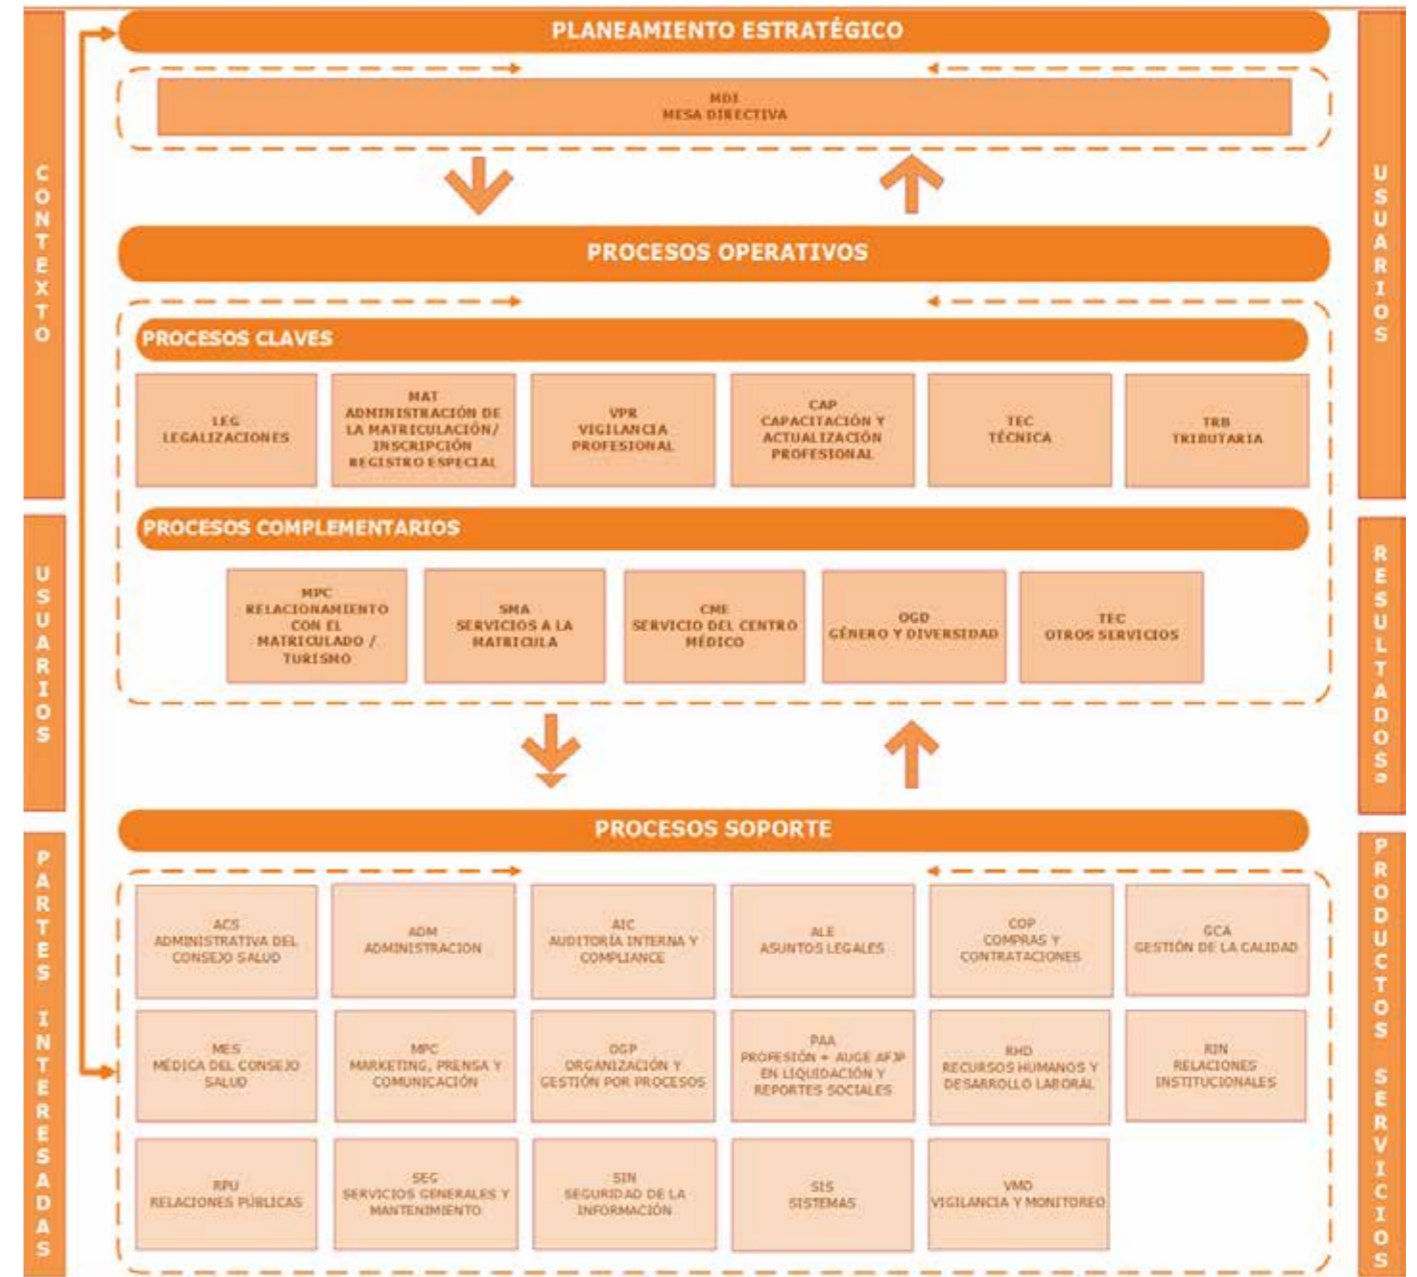 PLANEAMIENTO ESTRATÉGICO
MDI
MESA DIRECTIVA
CONTEXTO
USUARIOS
PROCESOS OPERATIVOS
PROCESOS CLAVES
LEG
LEGALIZACIONES
MAT
ADMINISTRACIÓN DE
LA MATRICULACIÓN/
INSCRIPCIÓN
REGISTRO ESPECIAL
VPR
VIGILANCIA
PROFESIONAL
CAP
CAPACITACIÓN Y
ACTUALIZACIÓN
PROFESIONAL
TEC
TÉCNICA
TRB
TRIBUTARIA
PROCESOS COMPLEMENTARIOS
USUARIOS
RESULTADOS
MPC
RELACIONAMIENTO
CON EL
MATRICULADO /
TURISMO
SMA
SERVICIOS A LA
MATRICULA
CME
SERVICIO DEL CENTRO
MÉDICO
OGD
GÉNERO Y DIVERSIDAD
TEC
OTROS SERVICIOS
PROCESOS SOPORTE
PARTES INTERESADAS
PRODUCTOS SERVICIOS
ACS
ADMINISTRATIVA DEL
CONSEJO SALUD
ADM
ADMINISTRACION
AIC
AUDITORÍA INTERNA Y
COMPLIANCE
ALE
ASUNTOS LEGALES
COP
COMPRAS Y
CONTRATACIONES
GCA
GESTIÓN DE LA CALIDAD
MES
MÉDICA DEL CONSEJO
SALUD
MPC
MARKETING, PRENSA Y
COMUNICACIÓN
OGP
ORGANIZACIÓN Y
GESTIÓN POR PROCESOS
PAA
PROFESIÓN + AUGE AFJP
EN LIQUIDACIÓN Y
REPORTES SOCIALES
RHD
RECURSOS HUMANOS Y
DESARROLLO LABORAL
RIN
RELACIONES
INSTITUCIONALES
RPU
RELACIONES PÚBLICAS
SEG
SERVICIOS GENERALES Y
MANTENIMIENTO
SIN
SEGURIDAD DE LA
INFORMACIÓN
SIS
SISTEMAS
VMO
VIGILANCIA Y MONITOREO